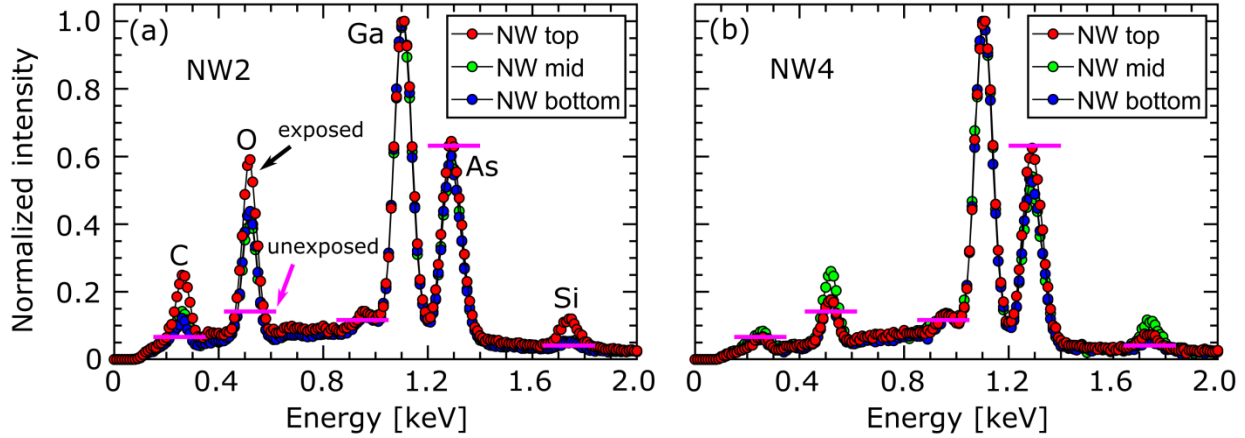 (a)
NW2
Ga
NW top
NW mid
NW bottom
O
exposed
unexposed
C
As
Si
Normalized intensity
1.0
0.8
0.6
0.4
0.2
0
0
0.4
0.8
1.2
1.6
2.0
Energy [keV]
(b)
NW4
NW top
NW mid
NW bottom
0
0.4
0.8
1.2
1.6
2.0
Energy [keV]